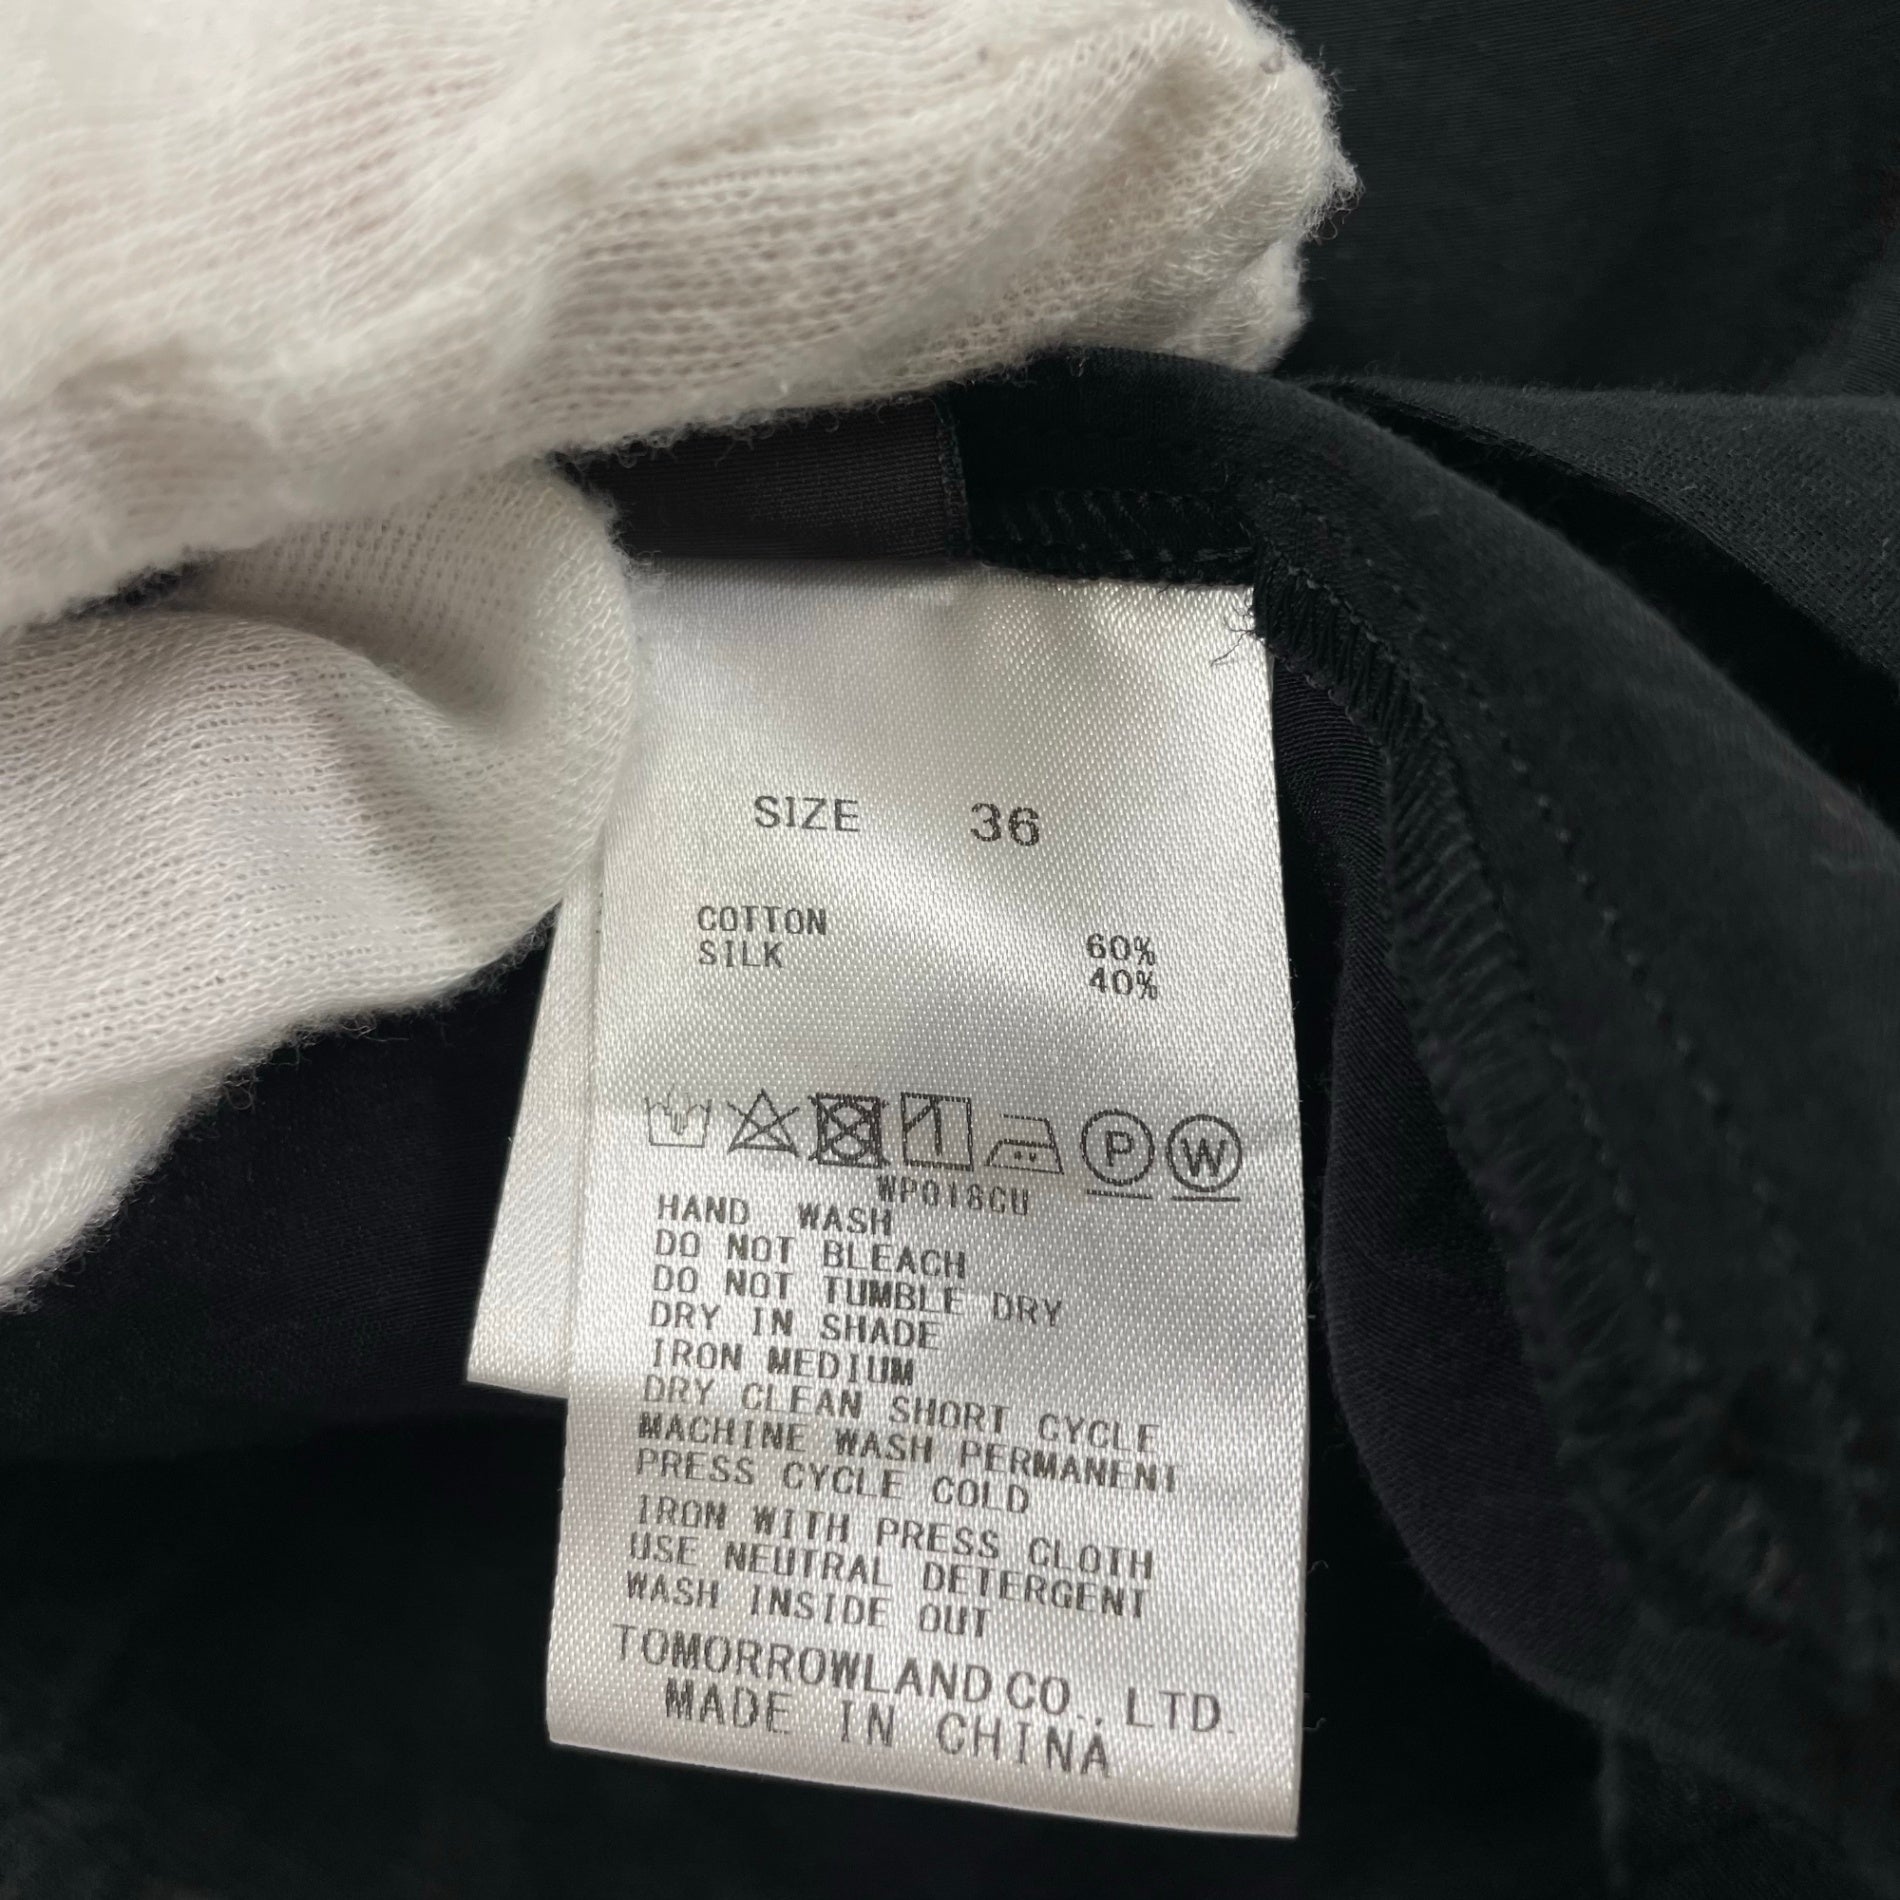 SIZE 36
COTTON 60%
SILK 40%
P W
WP018CU
HAND WASH
DO NOT BLEACH
DO NOT TUMBLE DRY
DRY IN SHADE
IRON MEDIUM
DRY CLEAN SHORT CYCLE
MACHINE WASH PERMANENT
PRESS CYCLE COLD
IRON WITH PRESS CLOTH
USE NEUTRAL DETERGENT
WASH INSIDE OUT
TOMORROWLAND CO., LTD.
MADE IN CHINA